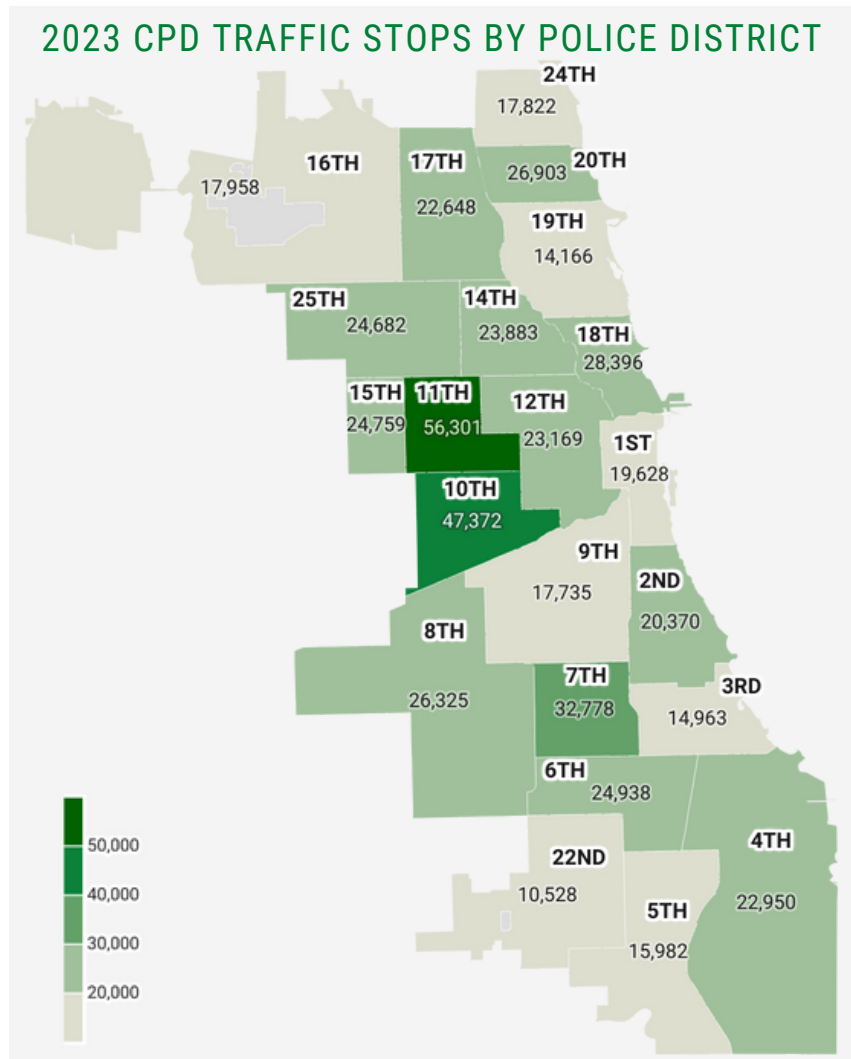 2023 CPD TRAFFIC STOPS BY POLICE DISTRICT
24TH
17,822
16TH
17,958
17TH
22,648
20TH
26,903
19TH
14,166
25TH
24,682
14TH
23,883
18TH
28,396
15TH
24,759
11TH
56,301
12TH
23,169
1ST
19,628
10TH
47,372
9TH
17,735
2ND
20,370
8TH
26,325
7TH
32,778
3RD
14,963
6TH
24,938
4TH
22,950
22ND
10,528
5TH
15,982
50,000
40,000
30,000
20,000